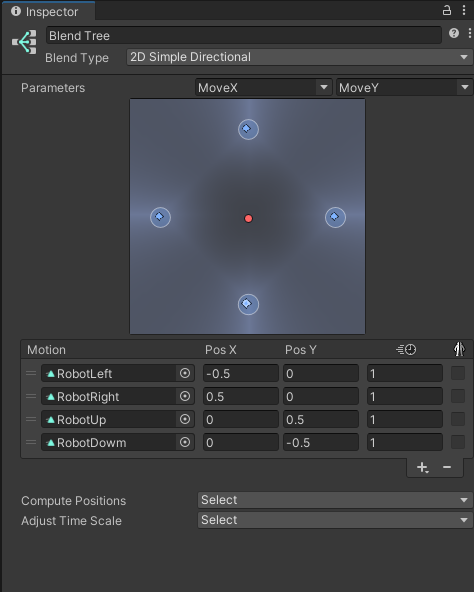 Inspector
Blend Tree
Blend Type 2D Simple Directional
Parameters MoveX MoveY
Motion Pos X Pos Y
RobotLeft -0.5 0 1
RobotRight 0.5 0 1
RobotUp 0 0.5 1
RobotDowm 0 -0.5 1
Compute Positions Select
Adjust Time Scale Select